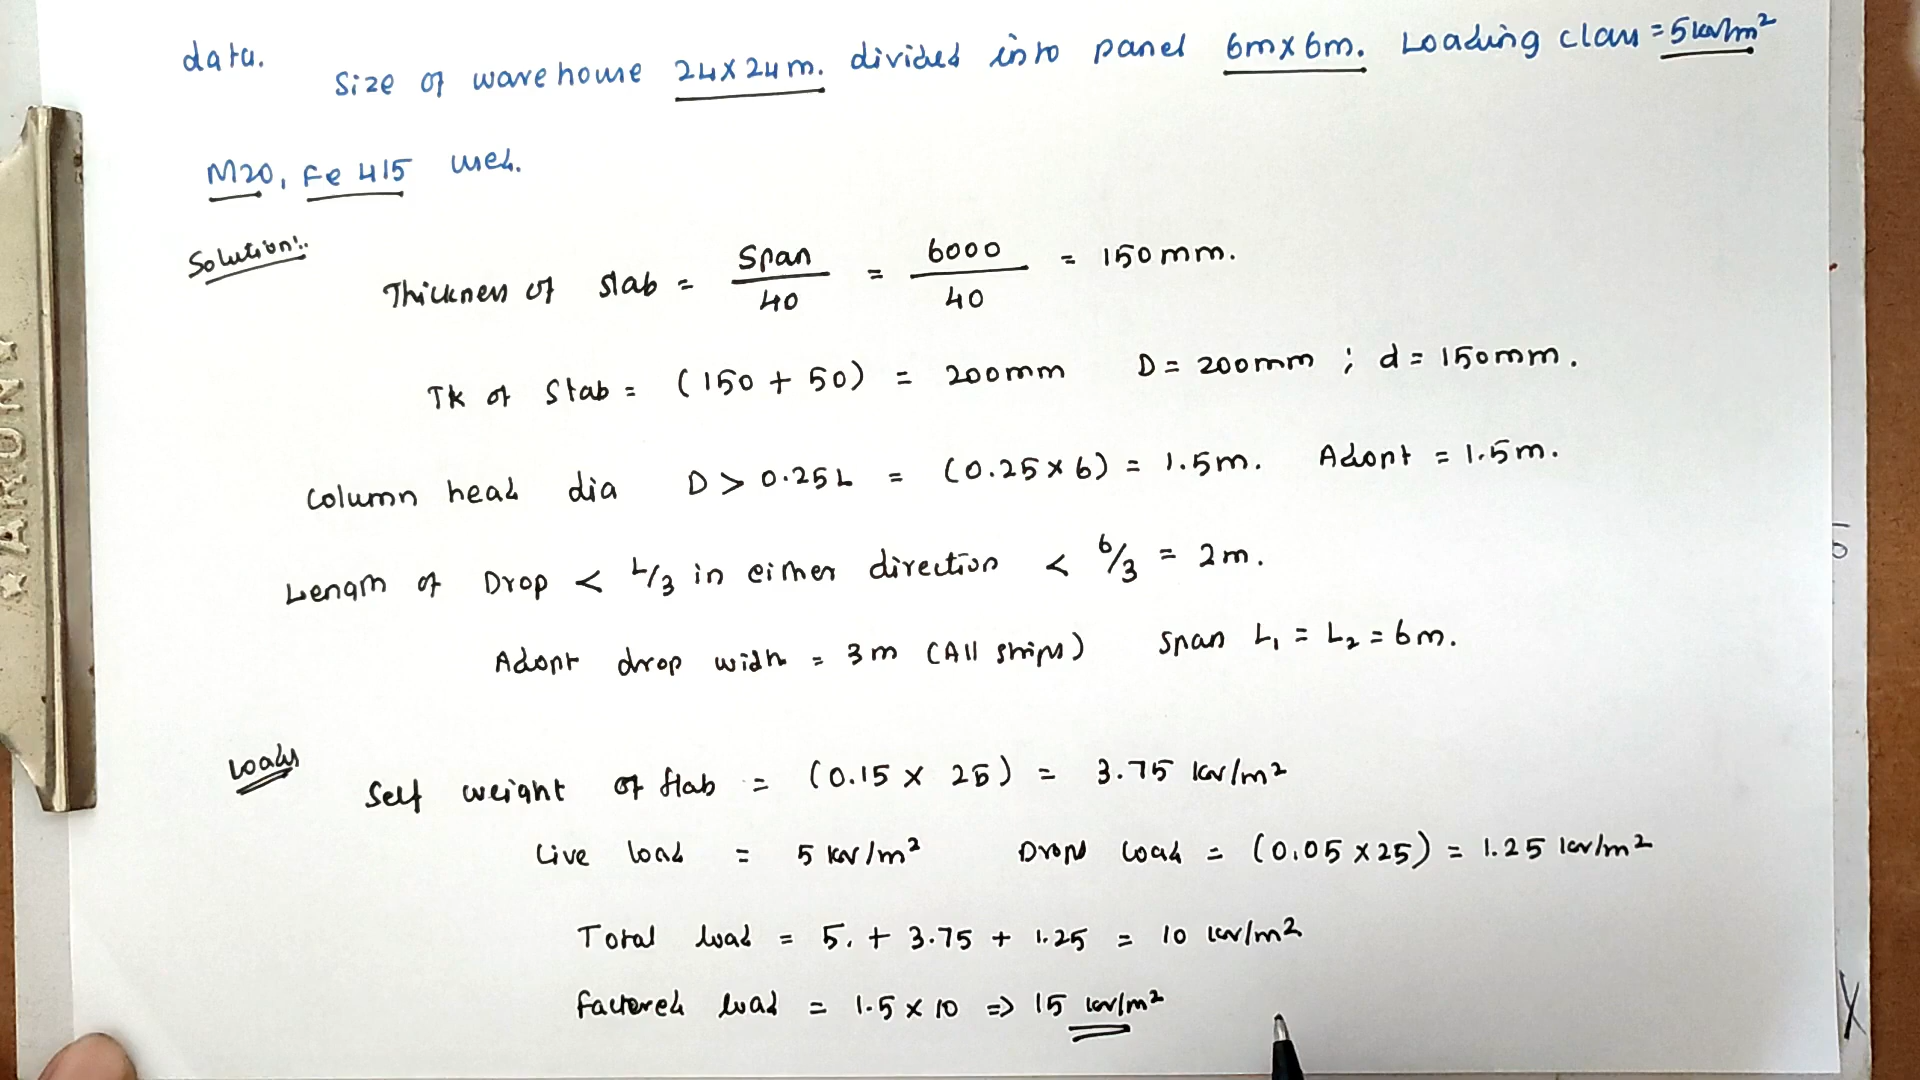 data. Size of warehouse 24x24m. divided into panel 6mx6m. Loading class = 5kN/m²
M20, Fe 415 used.
Solution:.
Thickness of slab = Span/40 = 6000/40 = 150mm.
Tk of Slab = (150 + 50) = 200mm D = 200mm ; d = 150mm.
Column head dia D > 0.25L = (0.25 x 6) = 1.5m. Adopt = 1.5m.
Length of Drop < L/3 in either direction < 6/3 = 2m.
Adopt drop width = 3m (All strips) Span L₁ = L₂ = 6m.
Loads
Self weight of slab = (0.15 x 25) = 3.75 kN/m²
Live load = 5 kN/m² Drops load = (0.05 x 25) = 1.25 kN/m²
Total load = 5. + 3.75 + 1.25 = 10 kN/m²
Factored load = 1.5 x 10 => 15 kN/m²